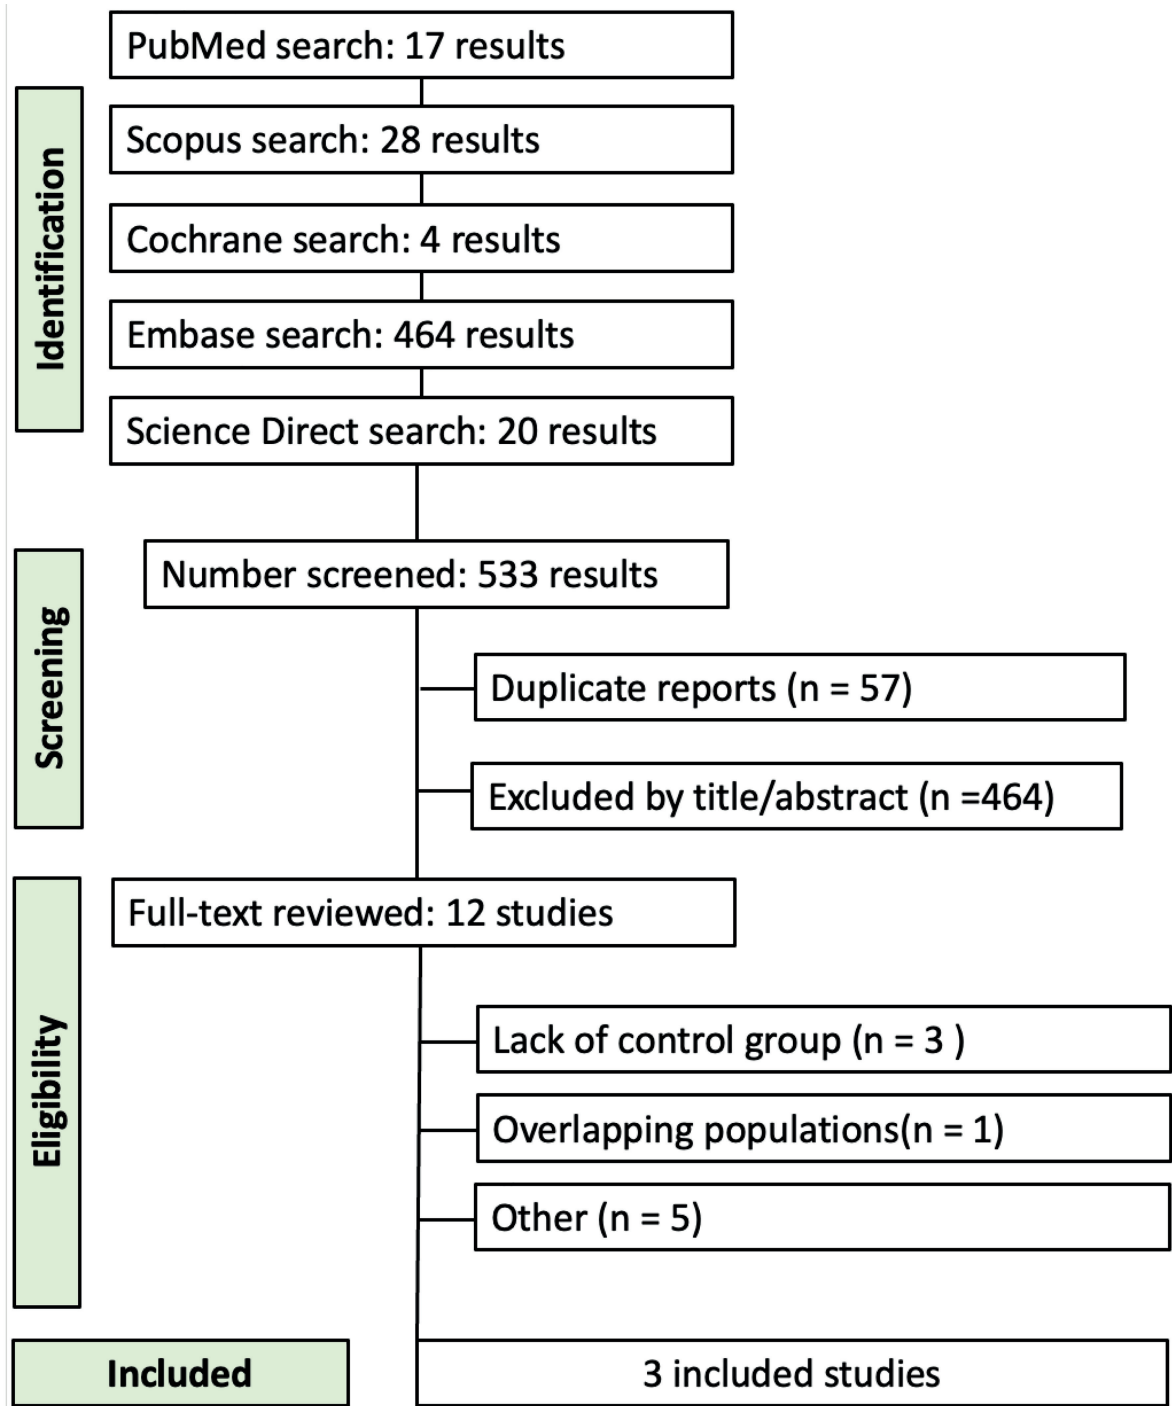 PubMed search: 17 results
Identification
Scopus search: 28 results
Cochrane search: 4 results
Embase search: 464 results
Science Direct search: 20 results
Screening
Number screened: 533 results
Duplicate reports (n = 57)
Excluded by title/abstract (n =464)
Eligibility
Full-text reviewed: 12 studies
Lack of control group (n = 3 )
Overlapping populations(n = 1)
Other (n = 5)
Included
3 included studies